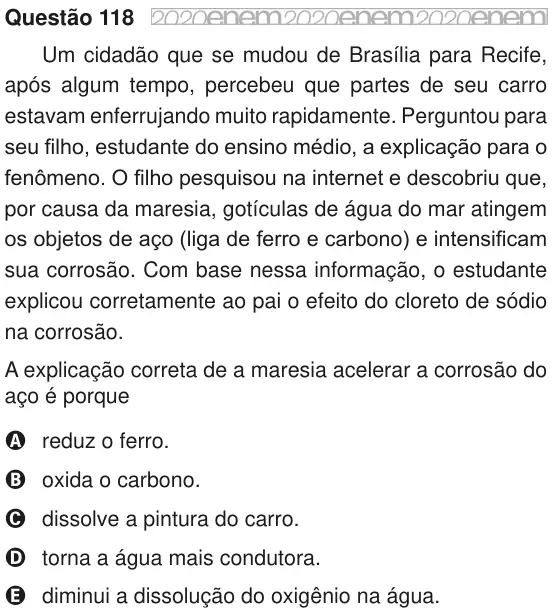 Questão 118 2020enem2020enem2020enem
Um cidadão que se mudou de Brasília para Recife,
após algum tempo, percebeu que partes de seu carro
estavam enferrujando muito rapidamente. Perguntou para
seu filho, estudante do ensino médio, a explicação para o
fenômeno. O filho pesquisou na internet e descobriu que,
por causa da maresia, gotículas de água do mar atingem
os objetos de aço (liga de ferro e carbono) e intensificam
sua corrosão. Com base nessa informação, o estudante
explicou corretamente ao pai o efeito do cloreto de sódio
na corrosão.
A explicação correta de a maresia acelerar a corrosão do
aço é porque
A reduz o ferro.
B oxida o carbono.
C dissolve a pintura do carro.
D torna a água mais condutora.
E diminui a dissolução do oxigênio na água.